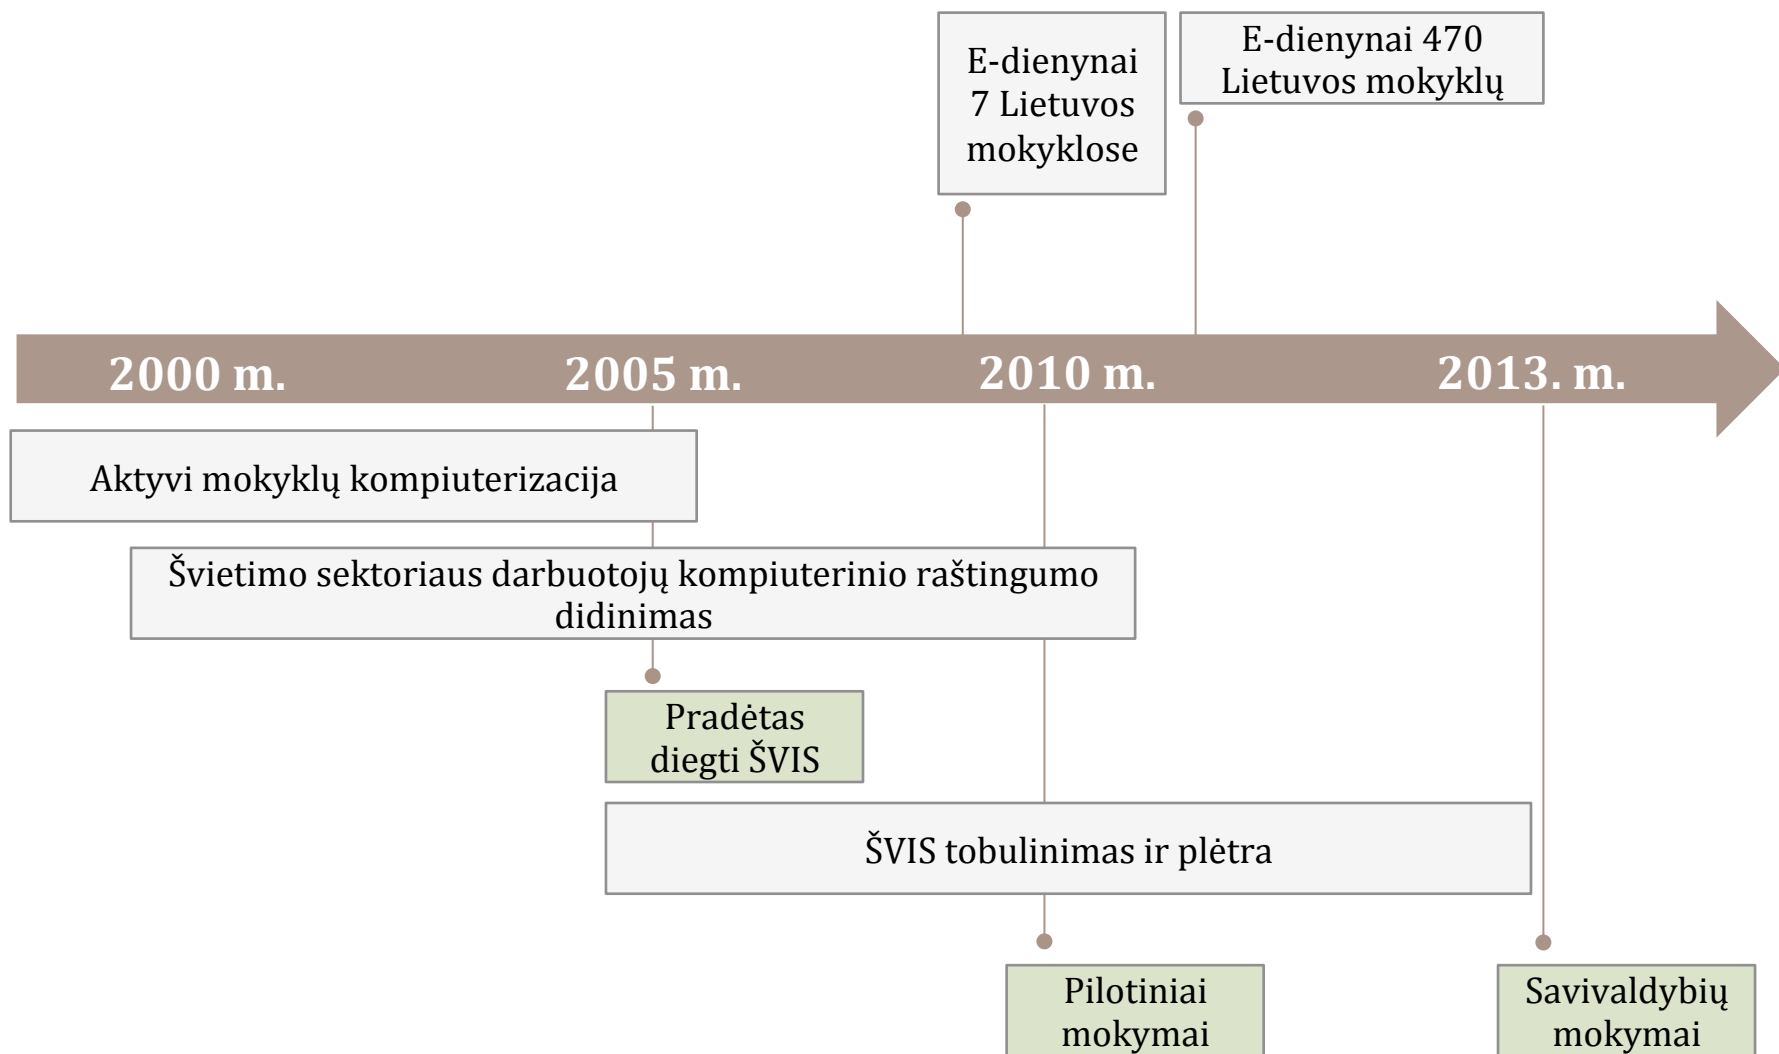 E-dienynai
7 Lietuvos
mokyklose
E-dienynai 470
Lietuvos mokyklų
2000 m.
2005 m.
2010 m.
2013. m.
Aktyvi mokyklų kompiuterizacija
Švietimo sektoriaus darbuotojų kompiuterinio raštingumo
didinimas
Pradėtas
diegti ŠVIS
ŠVIS tobulinimas ir plėtra
Pilotiniai
mokymai
Savivaldybių
mokymai